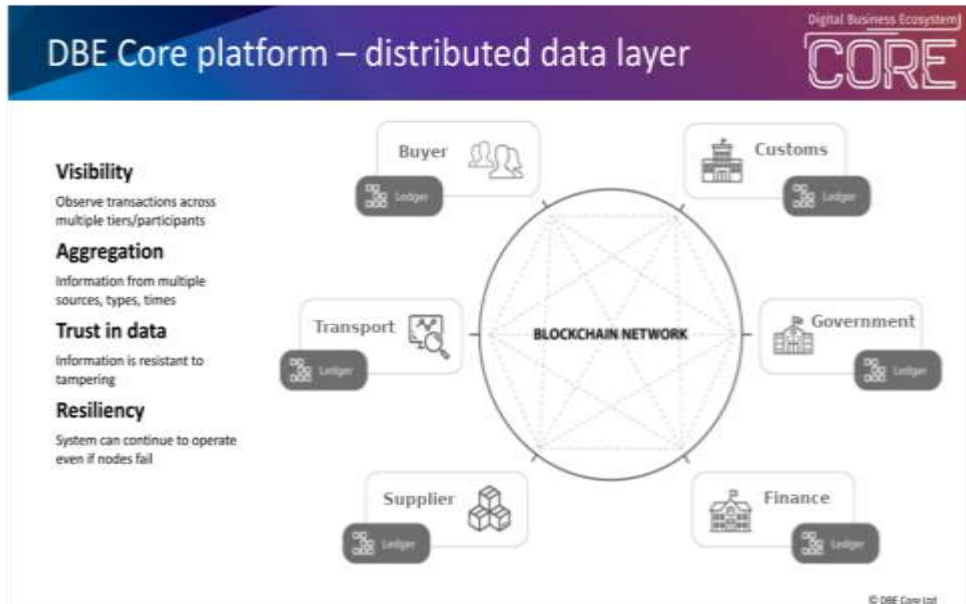 DBE Core platform – distributed data layer
Digital Business Ecosystem
CORE
Visibility
Observe transactions across
multiple tiers/participants
Aggregation
Information from multiple
sources, types, times
Trust in data
Information is resistant to
tampering
Resiliency
System can continue to operate
even if nodes fail
Buyer
Ledger
Customs
Ledger
Transport
Ledger
BLOCKCHAIN NETWORK
Government
Ledger
Supplier
Ledger
Finance
Ledger
© DBE Core Ltd